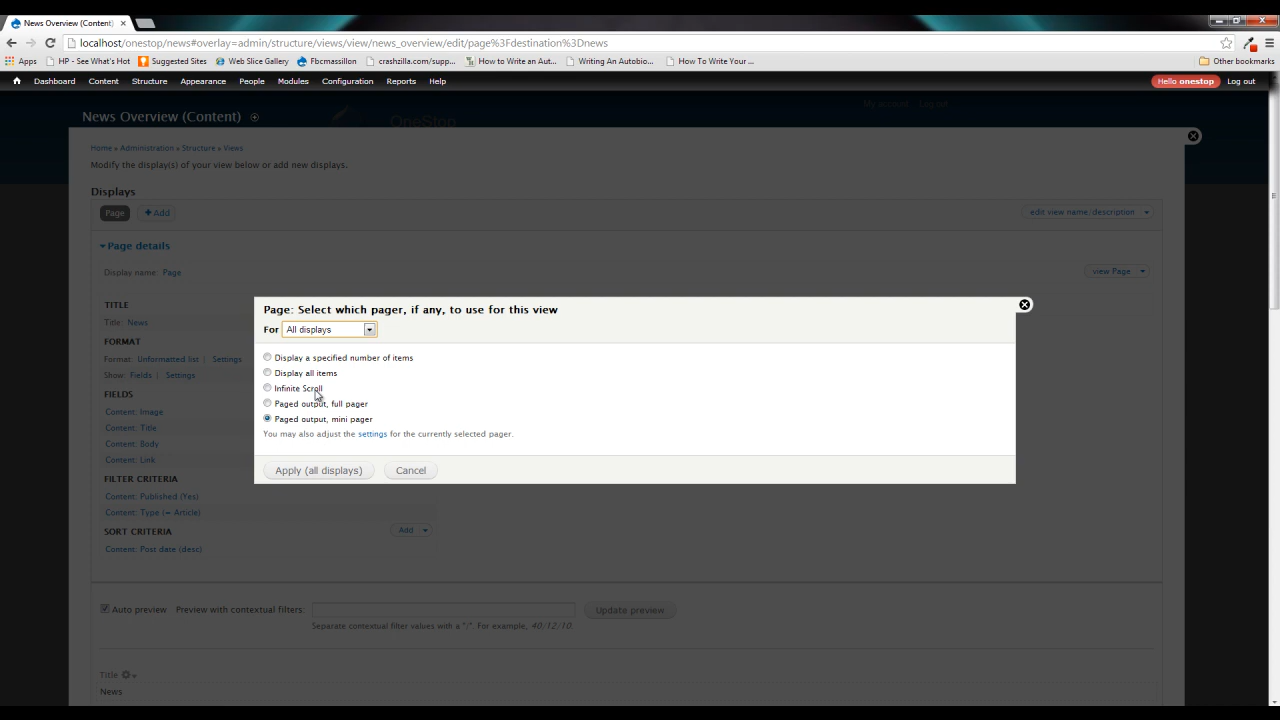 News Overview (Content)
localhost/onestop/news#overlay=admin/structure/views/view/news_overview/edit/page%3Fdestination%3Dnews
Apps HP - See What's Hot Suggested Sites Web Slice Gallery Fbcmassillon crashzilla.com/supp... How to Write an Aut... Writing An Autobio... How To Write Your ... Other bookmarks
Dashboard Content Structure Appearance People Modules Configuration Reports Help Hello onestop Log out
My account Log out
News Overview (Content) OneStop
Home » Administration » Structure » Views
Modify the display(s) of your view below or add new displays.
Displays
Page + Add edit view name/description
Page details
Display name: Page view Page
TITLE
Title: News
FORMAT
Format: Unformatted list | Settings
Show: Fields | Settings
FIELDS
Content: Image
Content: Title
Content: Body
Content: Link
FILTER CRITERIA
Content: Published (Yes)
Content: Type (= Article)
SORT CRITERIA Add
Content: Post date (desc)
Page: Select which pager, if any, to use for this view
For All displays
Display a specified number of items
Display all items
Infinite Scroll
Paged output, full pager
Paged output, mini pager
You may also adjust the settings for the currently selected pager.
Apply (all displays) Cancel
Auto preview Preview with contextual filters: Update preview
Separate contextual filter values with a "/". For example, 40/12/10.
Title
News